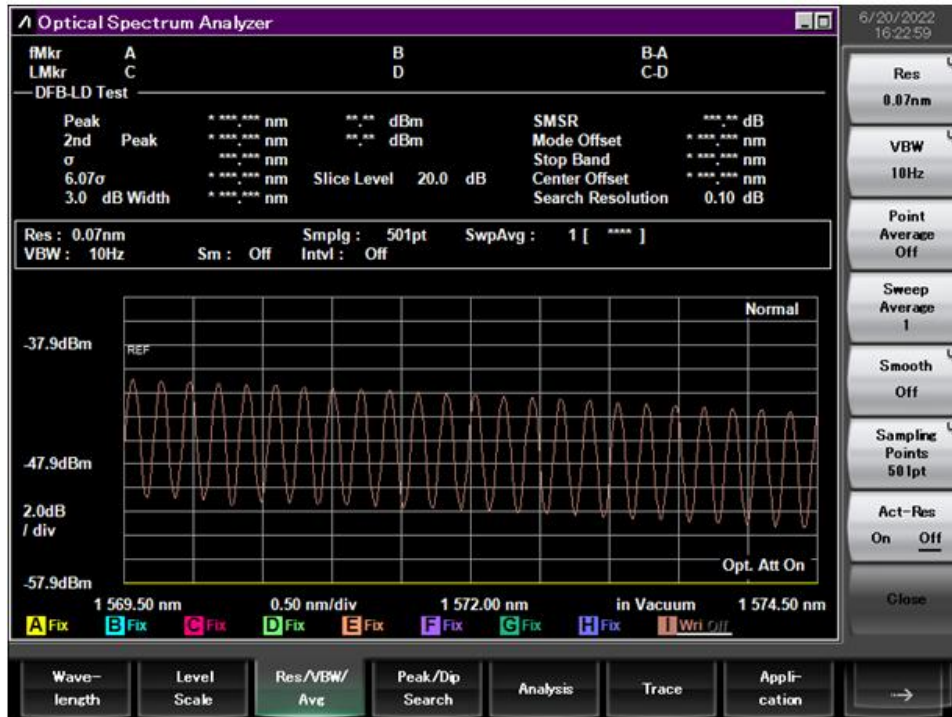 Optical Spectrum Analyzer
6/20/2022
16:22:59
fMkr A B B-A
LMkr C D C-D
DFB-LD Test
Peak * ***.*** nm **.** dBm SMSR ***.** dB
2nd Peak * ***.*** nm **.** dBm Mode Offset * ***.*** nm
σ ***.*** nm Stop Band * ***.*** nm
6.07σ * ***.*** nm Slice Level 20.0 dB Center Offset * ***.*** nm
3.0 dB Width * ***.*** nm Search Resolution 0.10 dB
Res : 0.07nm Smplg : 501pt SwpAvg : 1 [ **** ]
VBW : 10Hz Sm : Off Intvl : Off
Normal
-37.9dBm
REF
-47.9dBm
2.0dB
/ div
Opt. Att On
-57.9dBm
1 569.50 nm 0.50 nm/div 1 572.00 nm in Vacuum 1 574.50 nm
A Fix B Fix C Fix D Fix E Fix F Fix G Fix H Fix I Wri Off
Res
0.07nm
VBW
10Hz
Point
Average
Off
Sweep
Average
1
Smooth
Off
Sampling
Points
501pt
Act-Res
On Off
Close
Wave-
length
Level
Scale
Res/VBW/
Avg
Peak/Dip
Search
Analysis
Trace
Appli-
cation
→